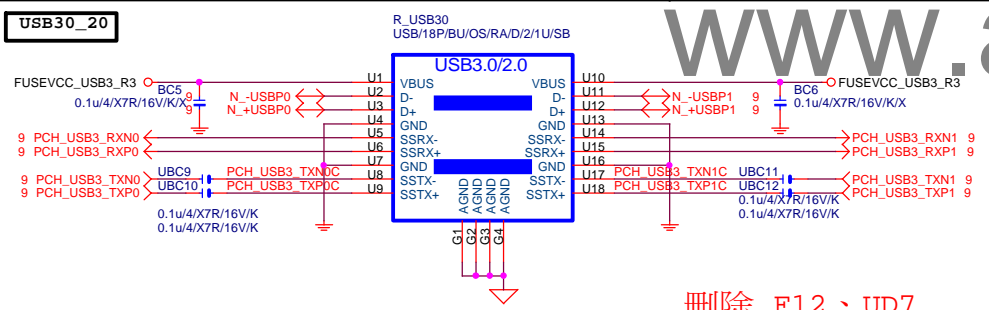 USB30_20
R_USB30
USB/18P/BU/OS/RA/D/2/1U/SB
www.a
USB3.0/2.0
FUSEVCC_USB3_R3 U1 VBUS VBUS U10 FUSEVCC_USB3_R3
BC5 9 N_-USBP0 U2 D- D- U11 N_-USBP1 9 BC6
0.1u/4/X7R/16V/K/X 9 N_+USBP0 U3 D+ D+ U12 N_+USBP1 9 0.1u/4/X7R/16V/K/X
U4 GND GND U13
9 PCH_USB3_RXN0 U5 SSRX- SSRX- U14 PCH_USB3_RXN1 9
9 PCH_USB3_RXP0 U6 SSRX+ SSRX+ U15 PCH_USB3_RXP1 9
U7 GND GND U16
9 PCH_USB3_TXN0 UBC9 PCH_USB3_TXN0C U8 SSTX- SSTX- U17 PCH_USB3_TXN1C UBC11 PCH_USB3_TXN1 9
9 PCH_USB3_TXP0 UBC10 PCH_USB3_TXP0C U9 SSTX+ SSTX+ U18 PCH_USB3_TXP1C UBC12 PCH_USB3_TXP1 9
0.1u/4/X7R/16V/K 0.1u/4/X7R/16V/K
0.1u/4/X7R/16V/K 0.1u/4/X7R/16V/K
AGND AGND AGND AGND
G1 G2 G3 G4
刪除 F12、UD7